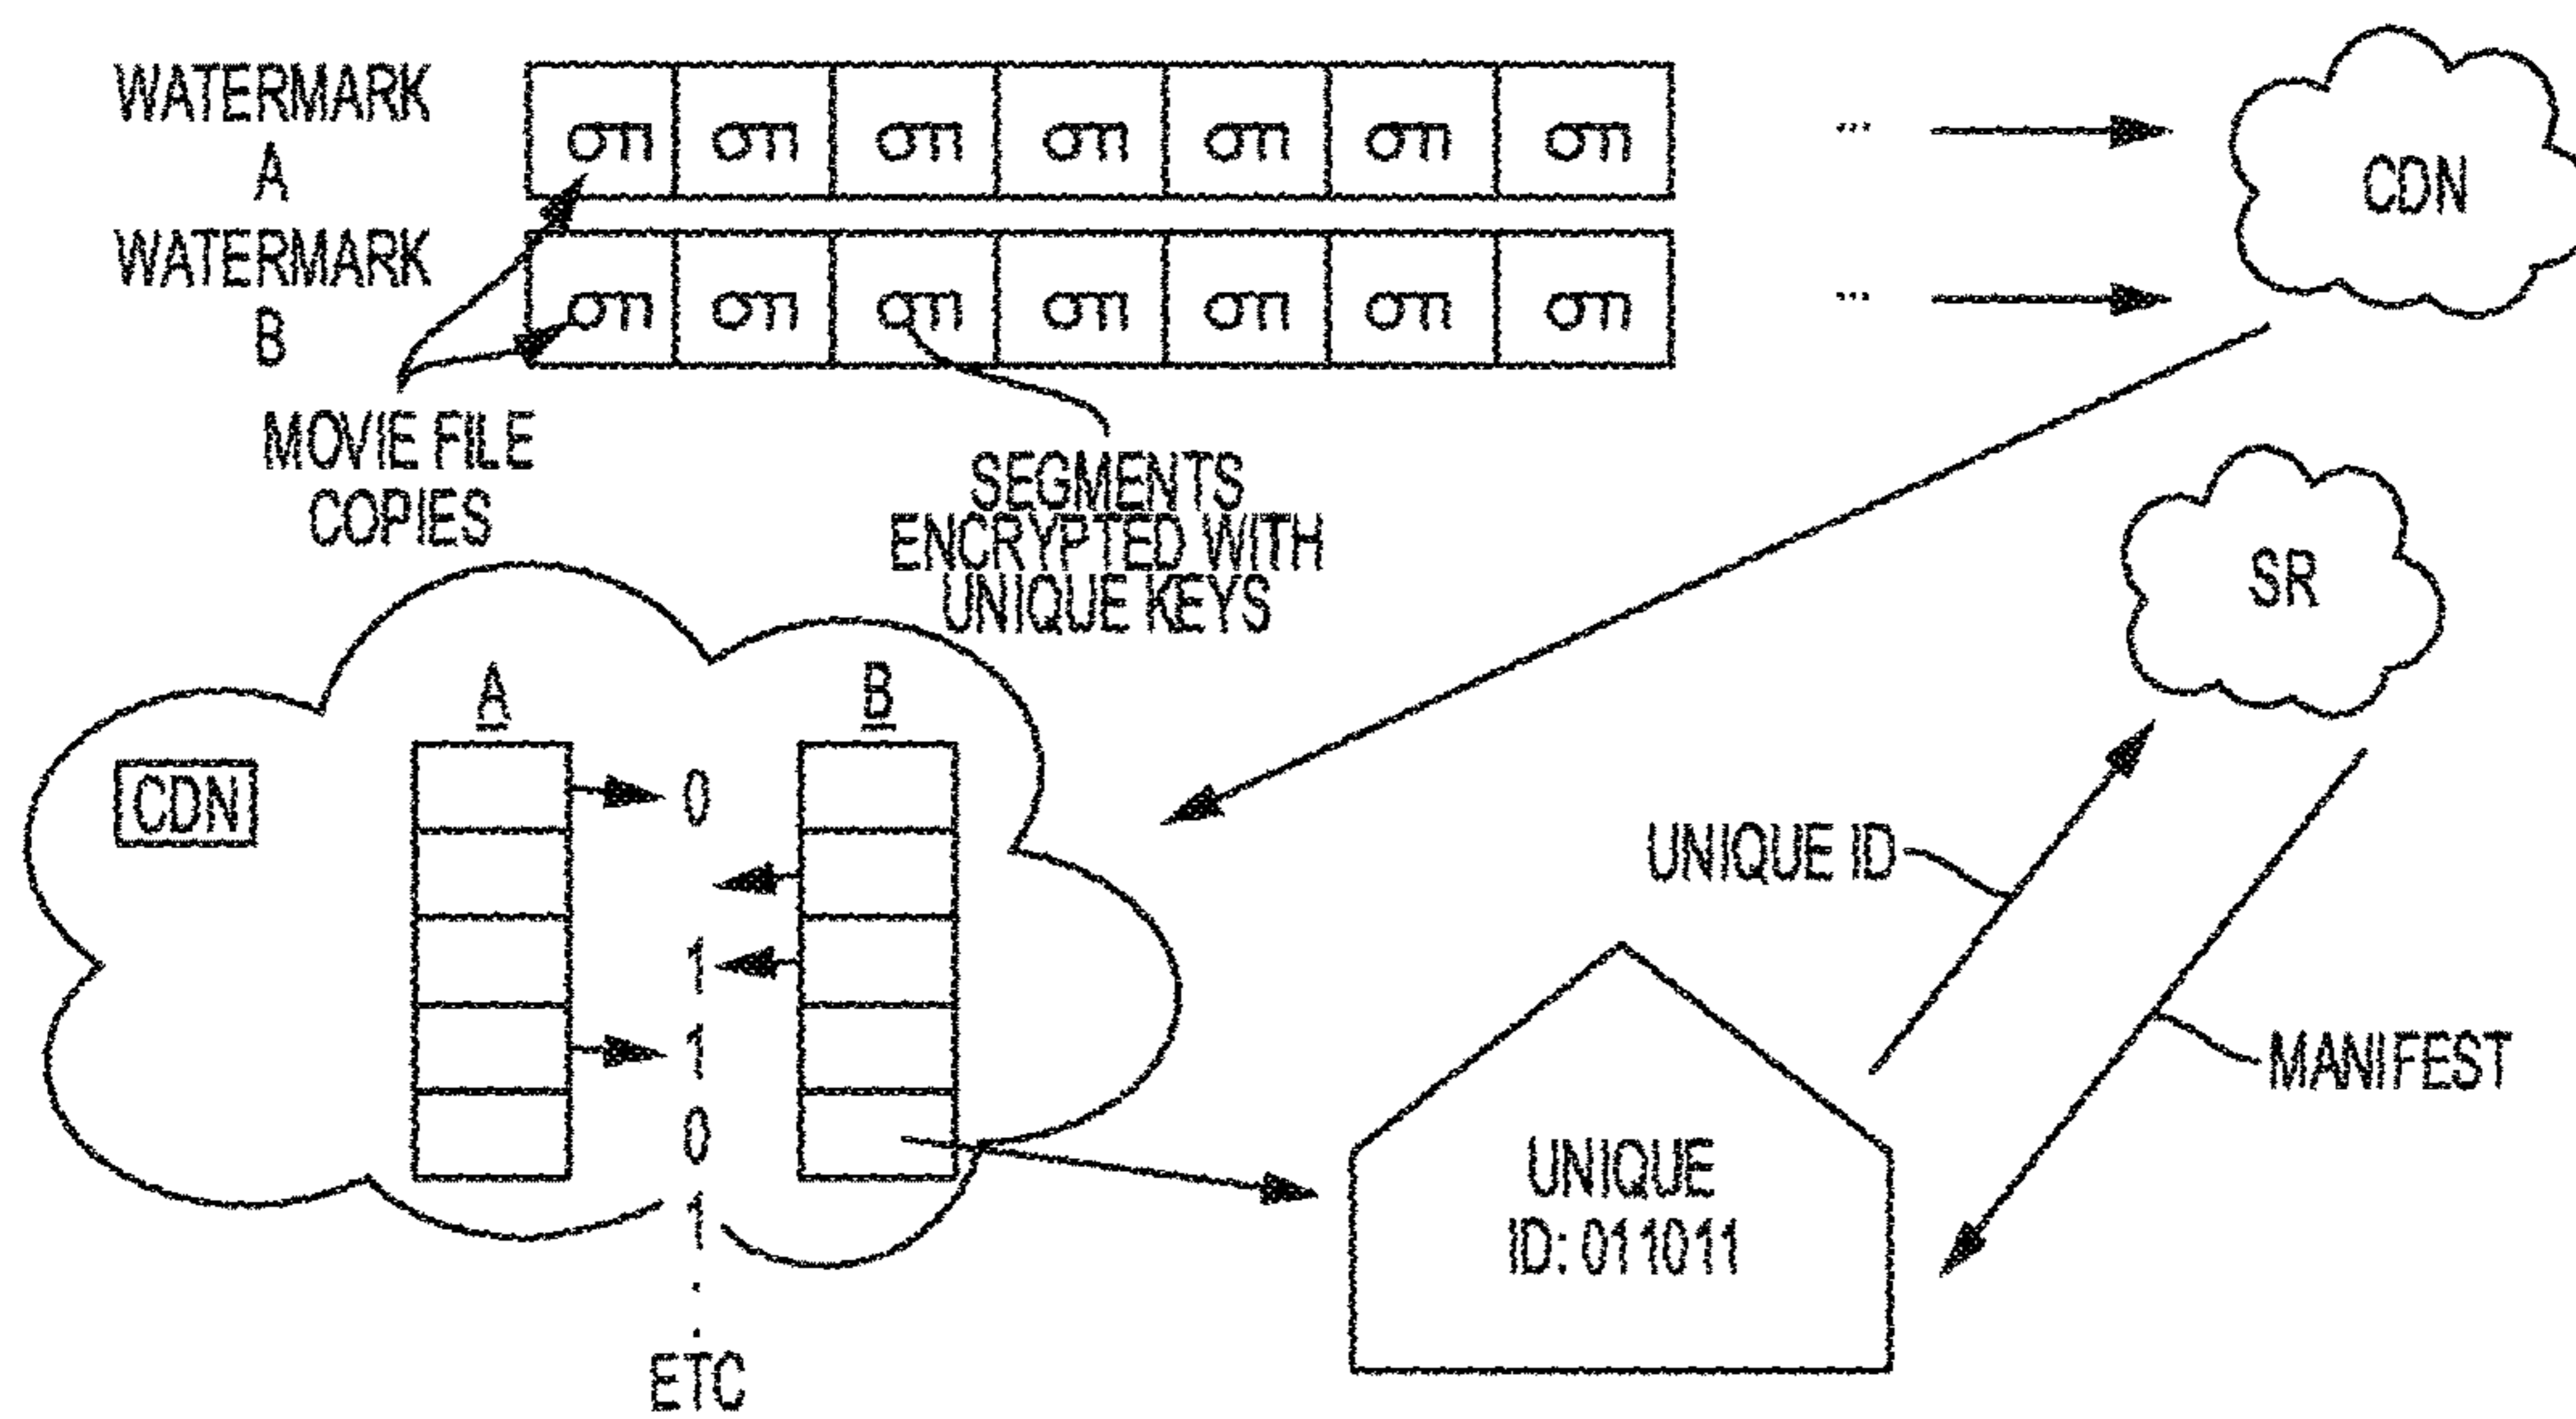 WATERMARK
A
WATERMARK
B
MOVIE FILE
COPIES
SEGMENTS
ENCRYPTED WITH
UNIQUE KEYS
...
...
CDN
SR
CDN
A
B
0
1
1
0
1
.
.
ETC
UNIQUE ID
MANIFEST
UNIQUE
ID: 011011